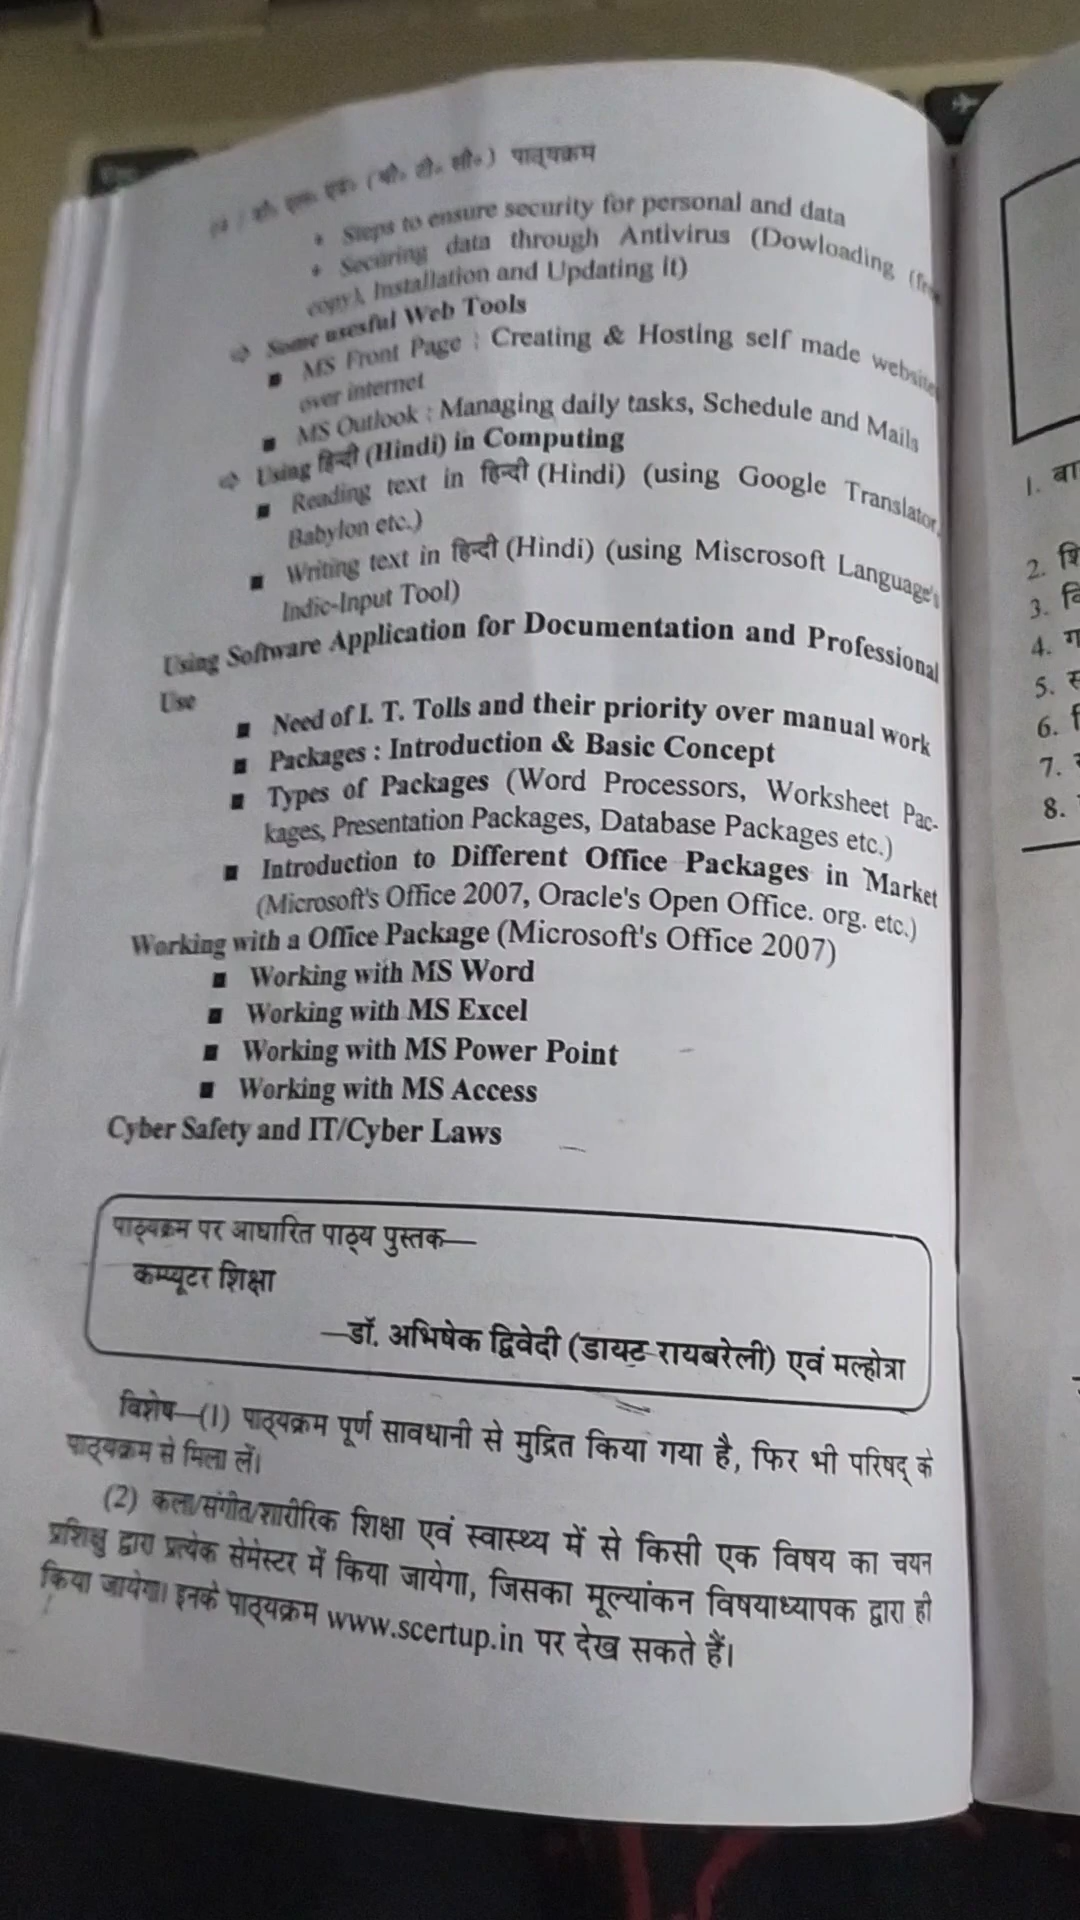 डी. एल. एड॰ (बी॰ टी॰ सी॰) पाठ्यक्रम
Steps to ensure security for personal and data
Securing data through Antivirus (Dowloading
copy), Installation and Updating it)
⇨ Some usesful Web Tools
■ MS Front Page : Creating & Hosting self made website
over internet
■ MS Outlook : Managing daily tasks, Schedule and Mails
⇨ Using हिन्दी (Hindi) in Computing
■ Reading text in हिन्दी (Hindi) (using Google Translator,
Babylon etc.)
■ Writing text in हिन्दी (Hindi) (using Miscrosoft Language's
Indic-Input Tool)
Using Software Application for Documentation and Professional
Use
■ Need of I. T. Tolls and their priority over manual work
■ Packages : Introduction & Basic Concept
■ Types of Packages (Word Processors, Worksheet Pac-
kages, Presentation Packages, Database Packages etc.)
■ Introduction to Different Office Packages in Market
(Microsoft's Office 2007, Oracle's Open Office. org. etc.)
Working with a Office Package (Microsoft's Office 2007)
■ Working with MS Word
■ Working with MS Excel
■ Working with MS Power Point
■ Working with MS Access
Cyber Safety and IT/Cyber Laws
पाठ्यक्रम पर आधारित पाठ्य पुस्तक—
कम्प्यूटर शिक्षा
—डॉ. अभिषेक द्विवेदी (डायट रायबरेली) एवं मल्होत्रा
विशेष—(1) पाठ्यक्रम पूर्ण सावधानी से मुद्रित किया गया है, फिर भी परिषद् के
पाठ्यक्रम से मिला लें।
(2) कला/संगीत/शारीरिक शिक्षा एवं स्वास्थ्य में से किसी एक विषय का चयन
प्रशिक्षु द्वारा प्रत्येक सेमेस्टर में किया जायेगा, जिसका मूल्यांकन विषयाध्यापक द्वारा ही
किया जायेगा। इनके पाठ्यक्रम www.scertup.in पर देख सकते हैं।
1.
2.
3.
4.
5.
6.
7.
8.